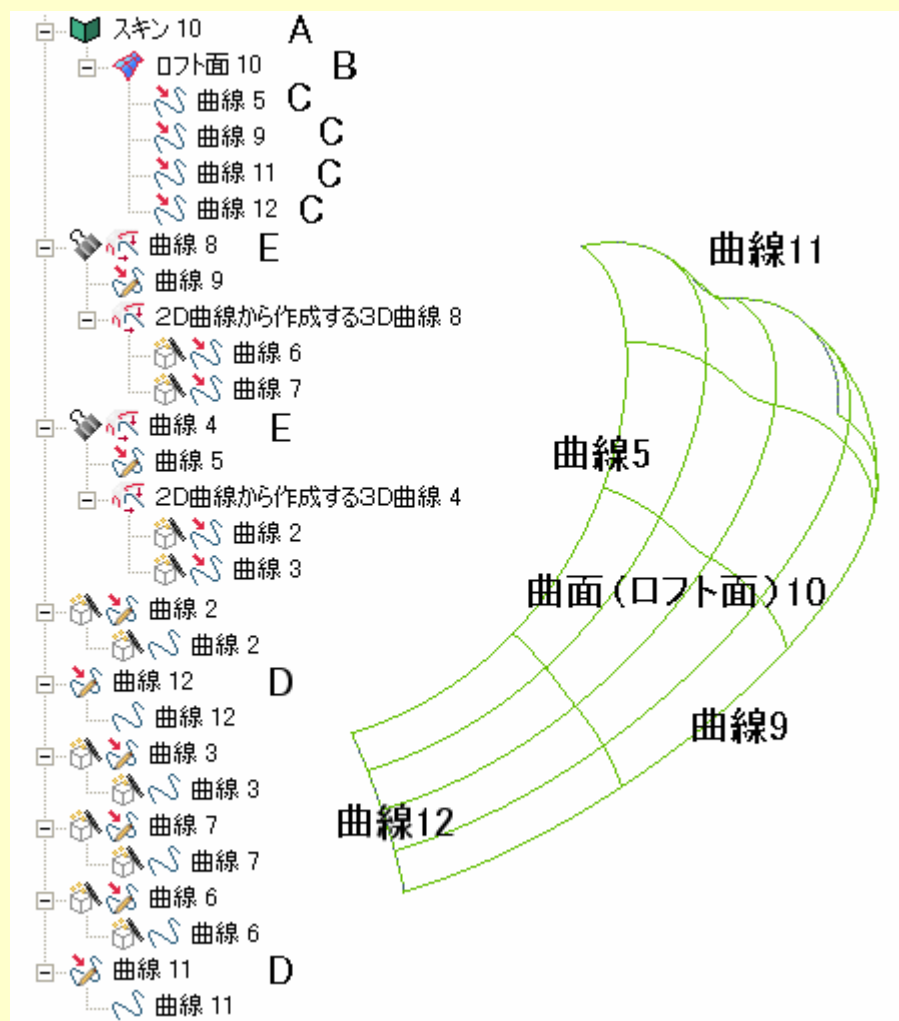 スキン 10 A
ロフト面 10 B
曲線 5 C
曲線 9 C
曲線 11 C
曲線 12 C
曲線 8 E
曲線 9
2D曲線から作成する3D曲線 8
曲線 6
曲線 7
曲線 4 E
曲線 5
2D曲線から作成する3D曲線 4
曲線 2
曲線 3
曲線 2
曲線 2
曲線 12 D
曲線 12
曲線 3
曲線 3
曲線 7
曲線 7
曲線 6
曲線 6
曲線 11 D
曲線 11
曲線11
曲線5
曲面(ロフト面)10
曲線9
曲線12